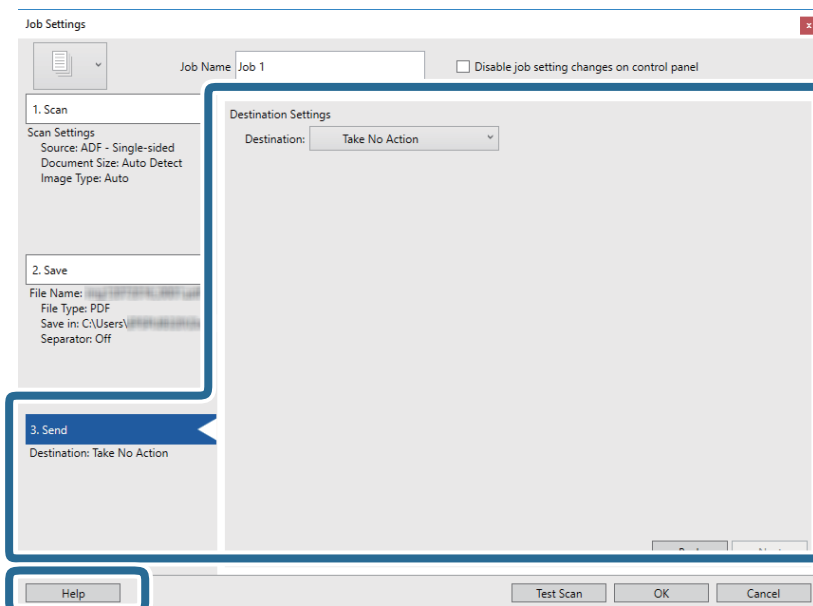 Job Settings
x
Job Name Job 1
Disable job setting changes on control panel
1. Scan
Scan Settings
Source: ADF - Single-sided
Document Size: Auto Detect
Image Type: Auto
Destination Settings
Destination: Take No Action
2. Save
File Name:
File Type: PDF
Save in: C:\Users\
Separator: Off
3. Send
Destination: Take No Action
Help
Test Scan
OK
Cancel